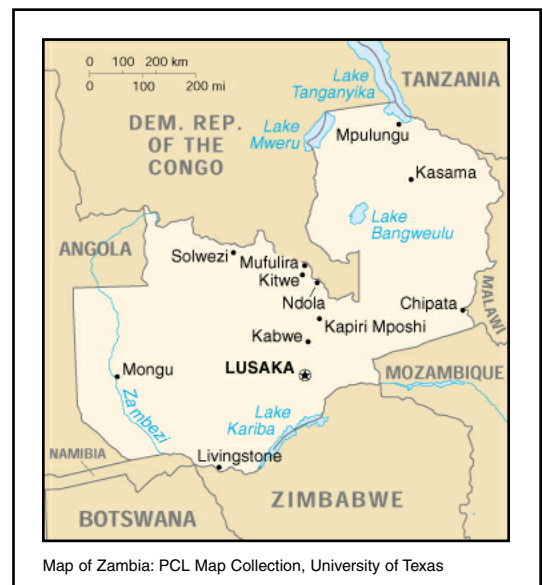 0 100 200 km
0 100 200 mi
Lake
Tanganyika
TANZANIA
DEM. REP.
OF THE
CONGO
Lake
Mweru
Mpulungu
Kasama
Lake
Bangweulu
ANGOLA
Solwezi
Mufulira
Kitwe
Ndola
Chipata
MALAWI
Kapiri Mposhi
Kabwe
LUSAKA
Mongu
MOZAMBIQUE
Zambezi
Lake
Kariba
NAMIBIA
Livingstone
ZIMBABWE
BOTSWANA
Map of Zambia: PCL Map Collection, University of Texas